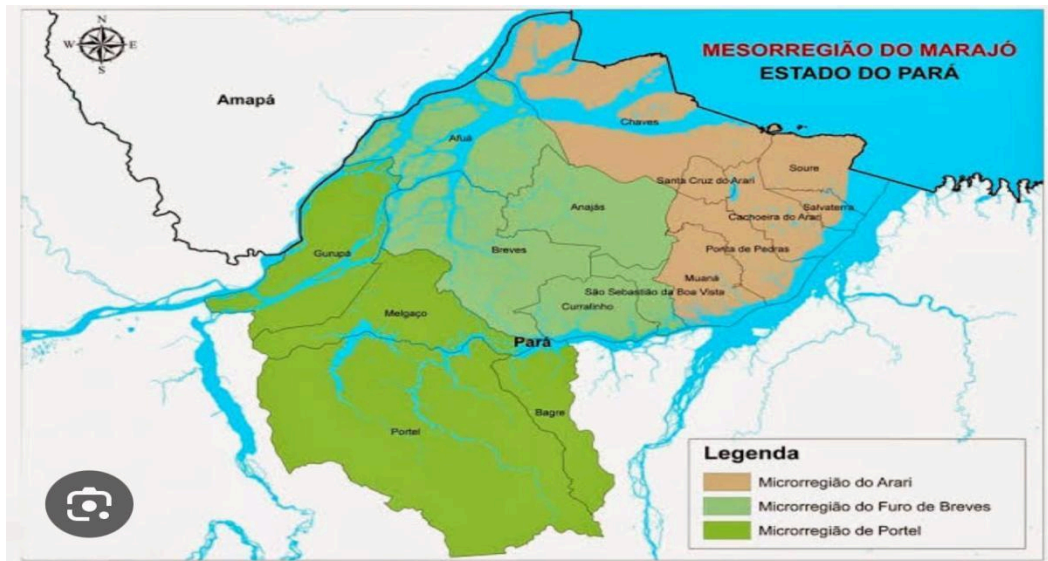 N
W E
S
MESORREGIÃO DO MARAJÓ
ESTADO DO PARÁ
Amapá
Chaves
Afuá
Soure
Santa Cruz do Arari
Anajás
Salvaterra
Cachoeira do Arari
Breves
Ponta de Pedras
Gurupá
Muaná
São Sebastião da Boa Vista
Curralinho
Melgaço
Pará
Bagre
Portel
Legenda
Microrregião do Arari
Microrregião do Furo de Breves
Microrregião de Portel